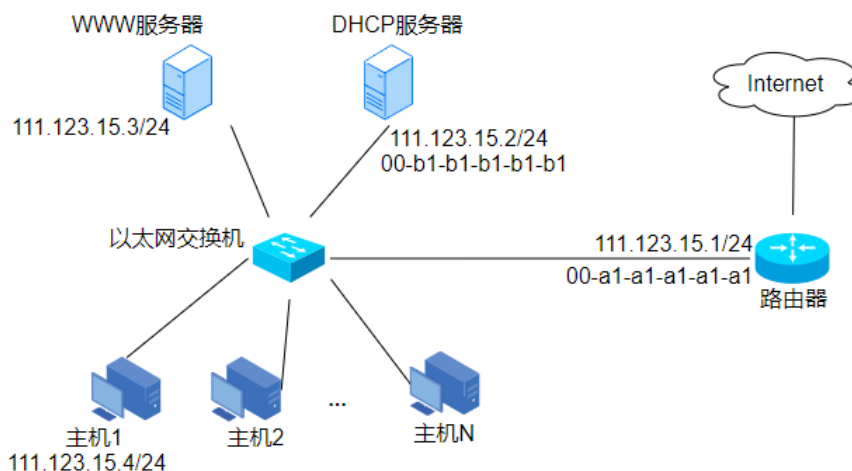 WWW服务器
DHCP服务器
Internet
111.123.15.3/24
111.123.15.2/24
00-b1-b1-b1-b1-b1
以太网交换机
111.123.15.1/24
00-a1-a1-a1-a1-a1
路由器
...
主机1
主机2
主机N
111.123.15.4/24